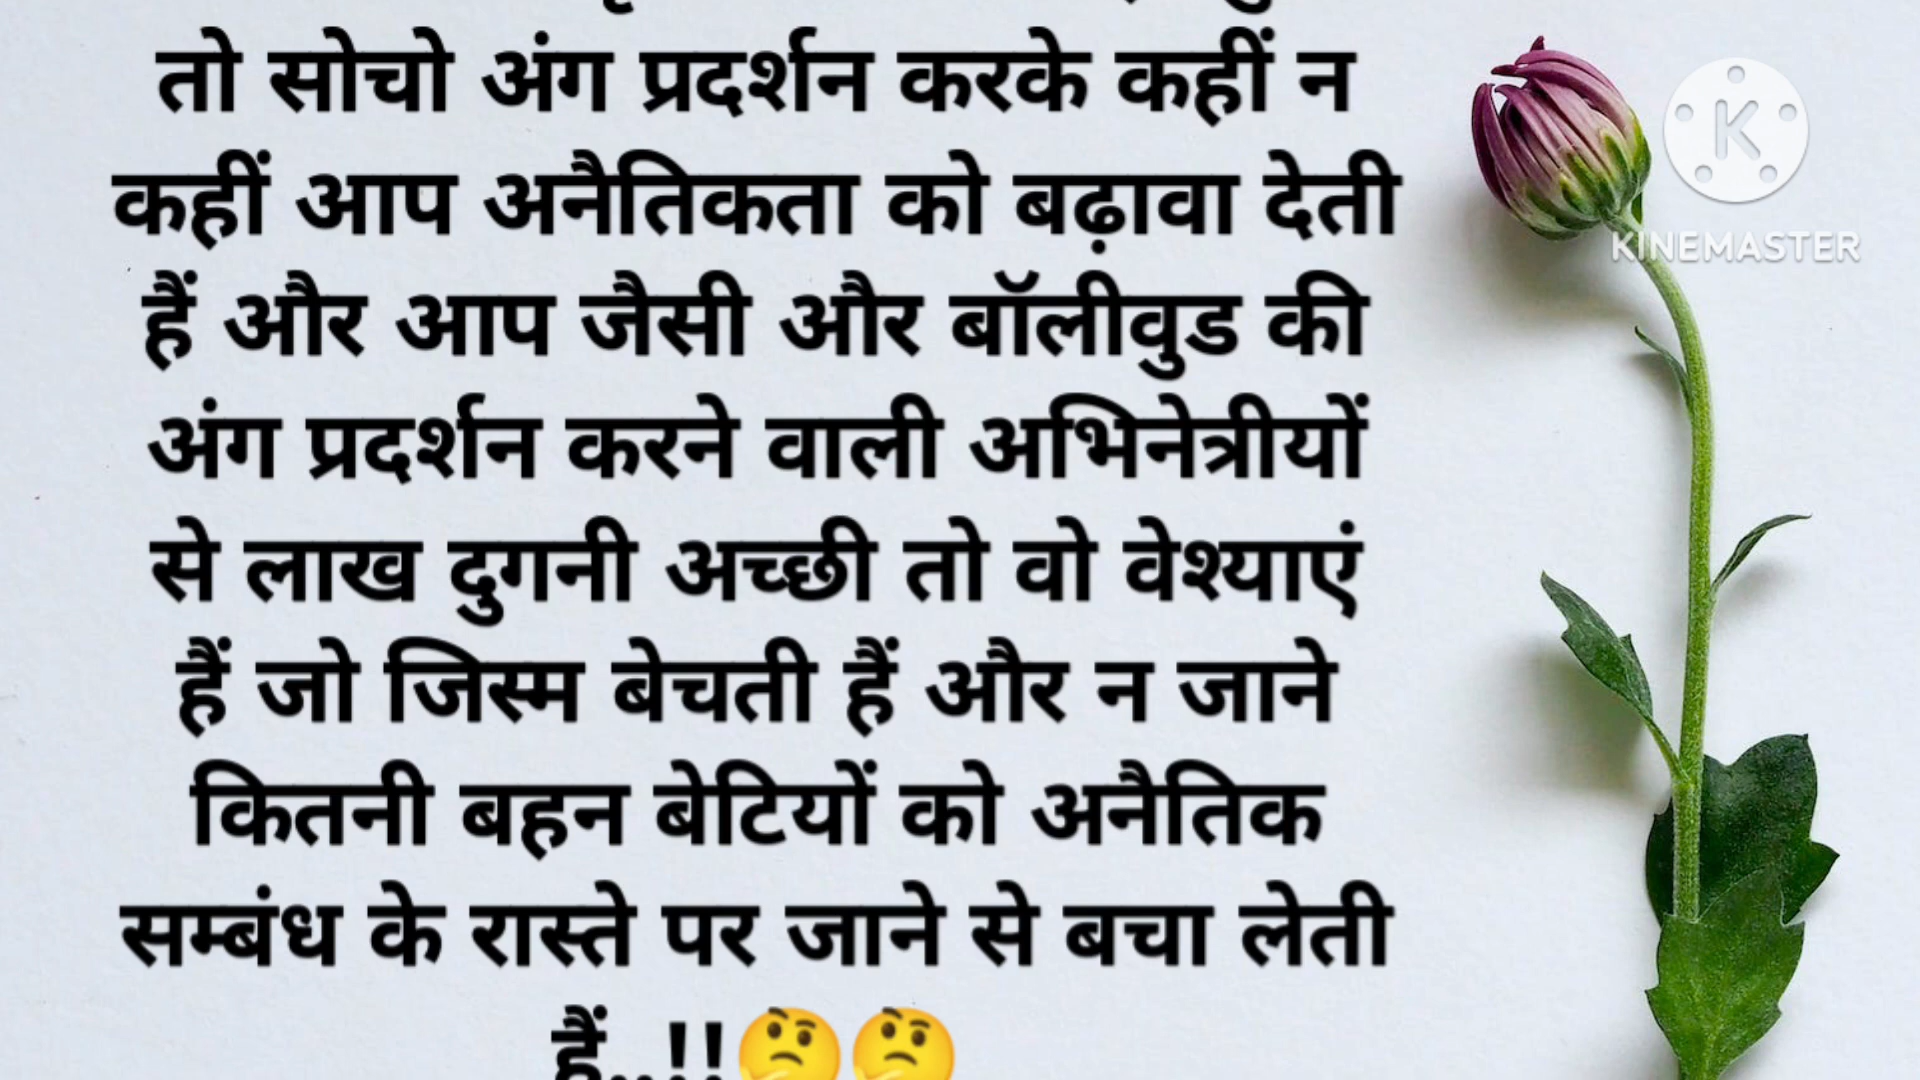 तो सोचो अंग प्रदर्शन करके कहीं न
कहीं आप अनैतिकता को बढ़ावा देती
हैं और आप जैसी और बॉलीवुड की
अंग प्रदर्शन करने वाली अभिनेत्रीयों
से लाख दुगनी अच्छी तो वो वेश्याएं
हैं जो जिस्म बेचती हैं और न जाने
कितनी बहन बेटियों को अनैतिक
सम्बंध के रास्ते पर जाने से बचा लेती
हैं..!!🤔🤔
K
KINEMASTER